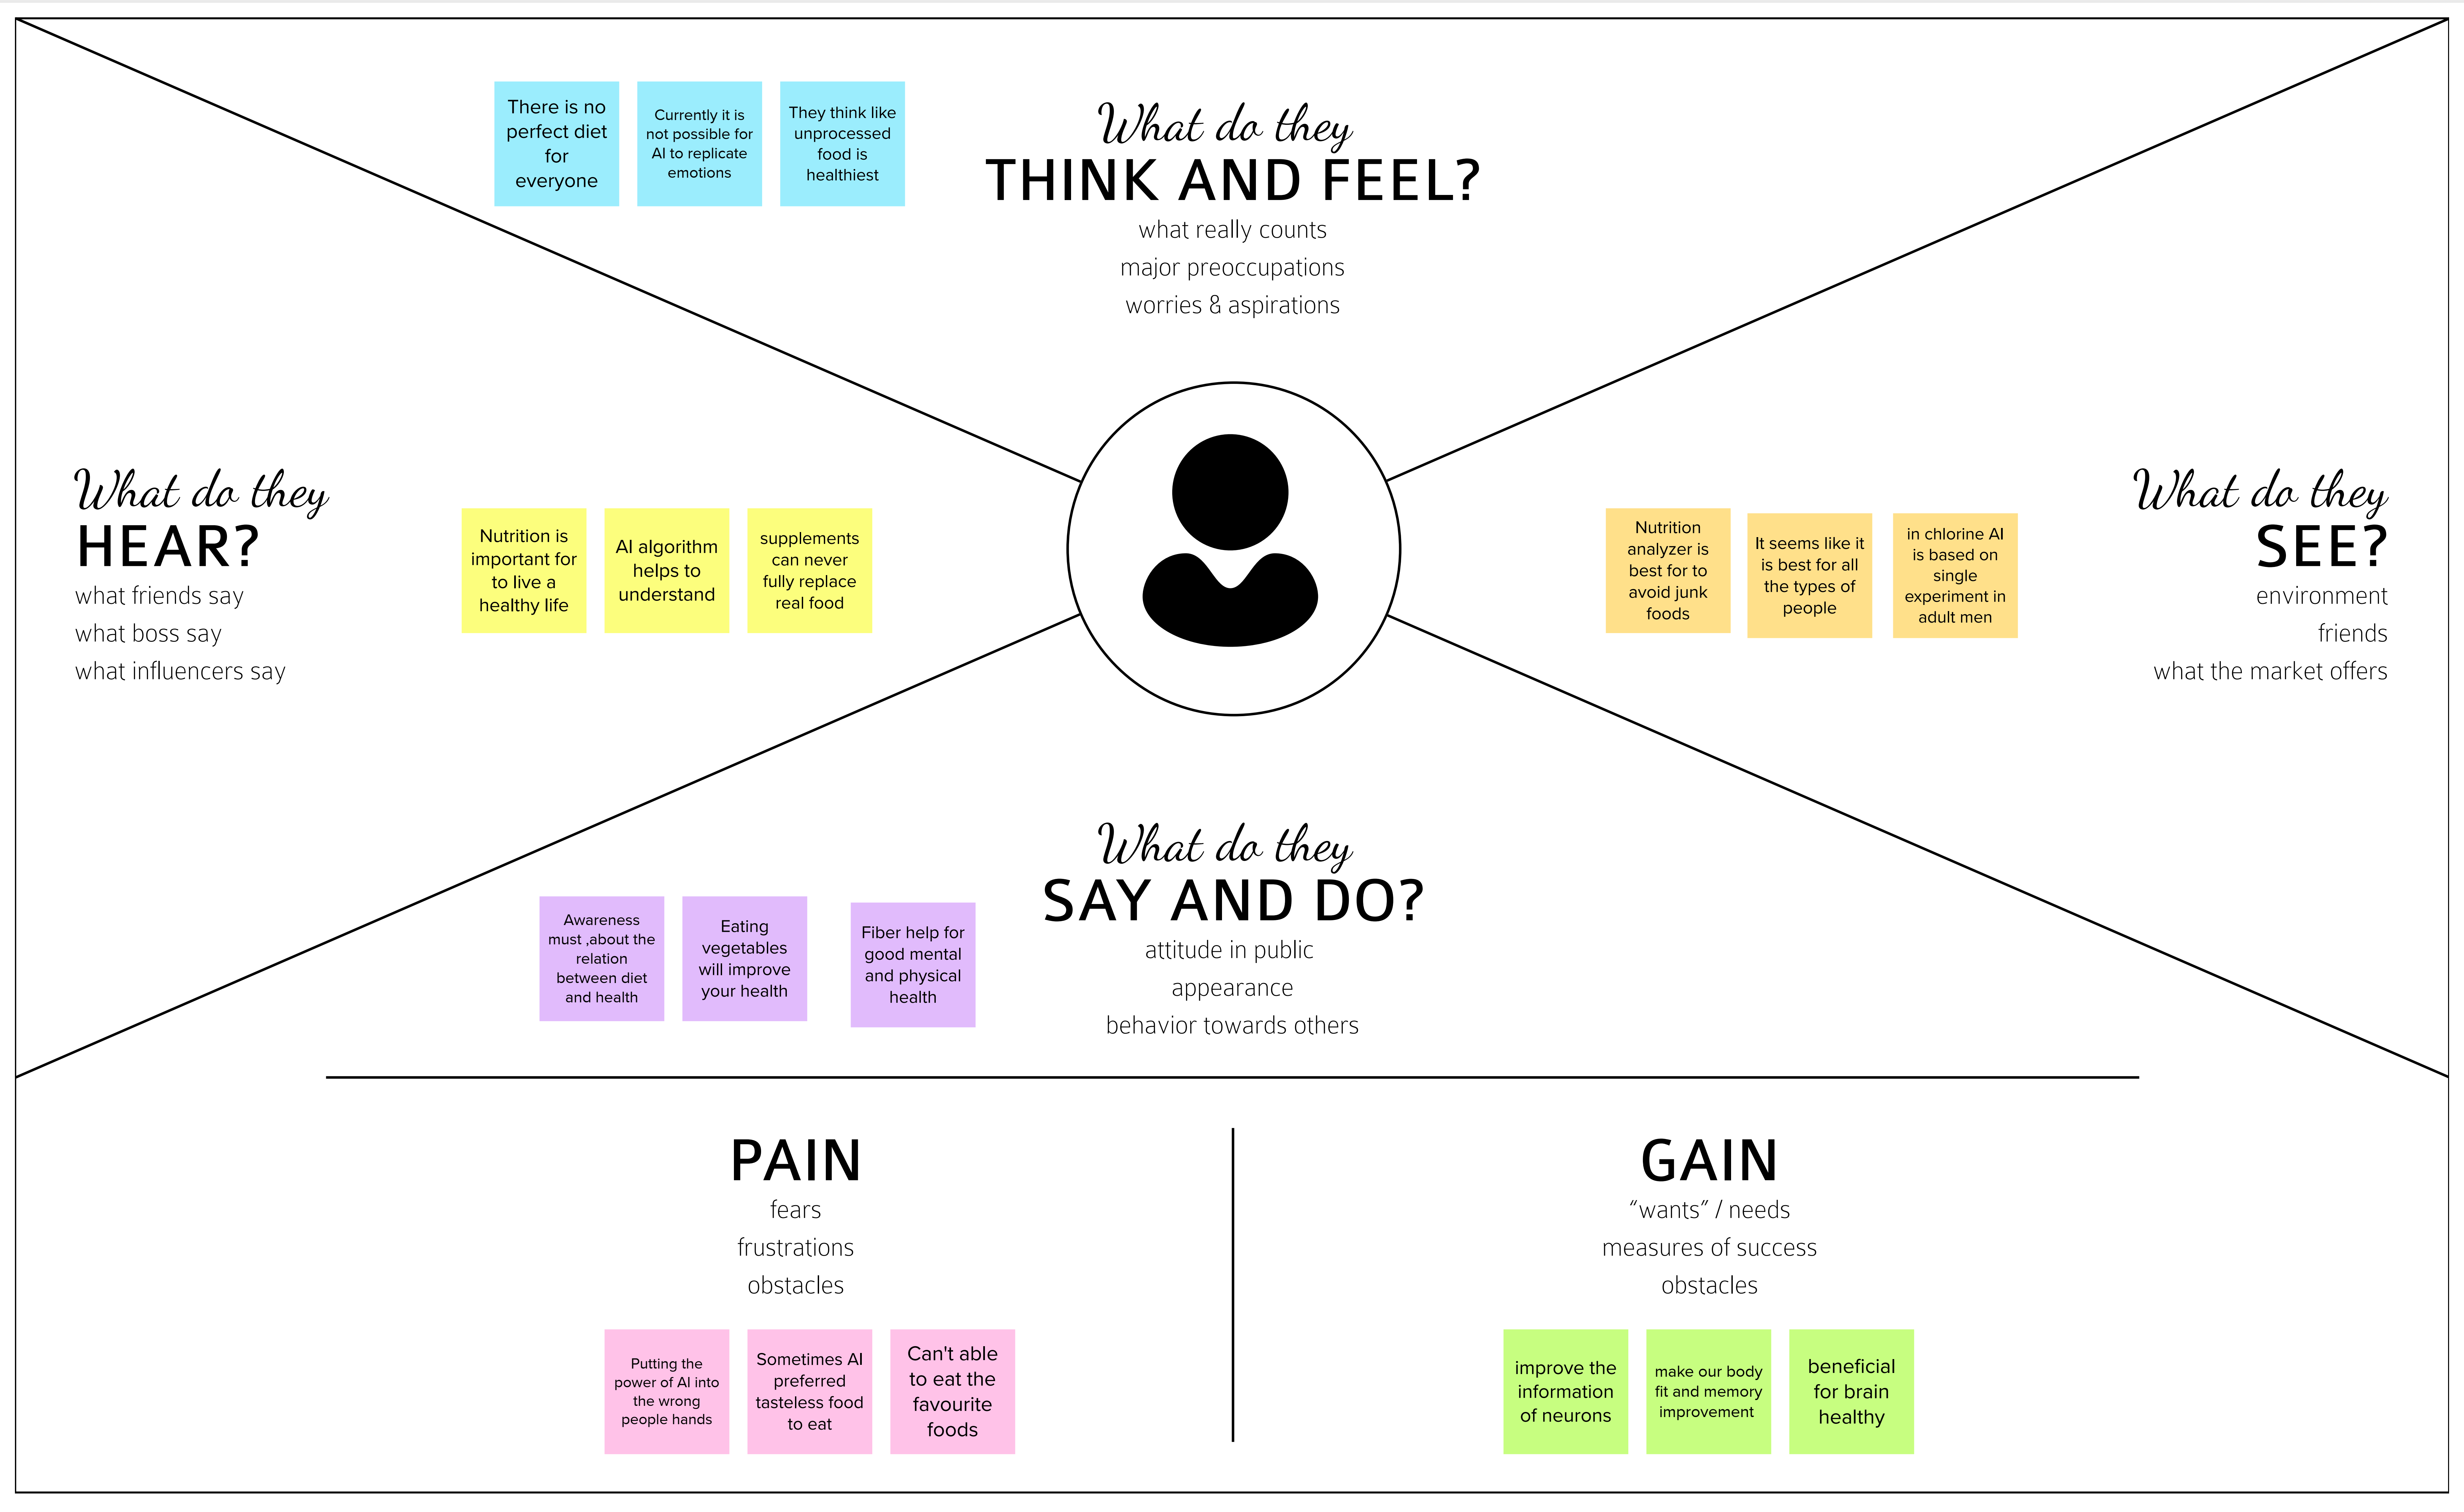 There is no
perfect diet
for
everyone
Currently it is
not possible for
AI to replicate
emotions
They think like
unprocessed
food is
healthiest
What do they
THINK AND FEEL?
what really counts
major preoccupations
worries & aspirations
What do they
HEAR?
what friends say
what boss say
what influencers say
Nutrition is
important for
to live a
healthy life
AI algorithm
helps to
understand
supplements
can never
fully replace
real food
Nutrition
analyzer is
best for to
avoid junk
foods
It seems like it
is best for all
the types of
people
in chlorine AI
is based on
single
experiment in
adult men
What do they
SEE?
environment
friends
what the market offers
Awareness
must ,about the
relation
between diet
and health
Eating
vegetables
will improve
your health
Fiber help for
good mental
and physical
health
What do they
SAY AND DO?
attitude in public
appearance
behavior towards others
PAIN
fears
frustrations
obstacles
Putting the
power of AI into
the wrong
people hands
Sometimes AI
preferred
tasteless food
to eat
Can't able
to eat the
favourite
foods
GAIN
“wants” / needs
measures of success
obstacles
improve the
information
of neurons
make our body
fit and memory
improvement
beneficial
for brain
healthy